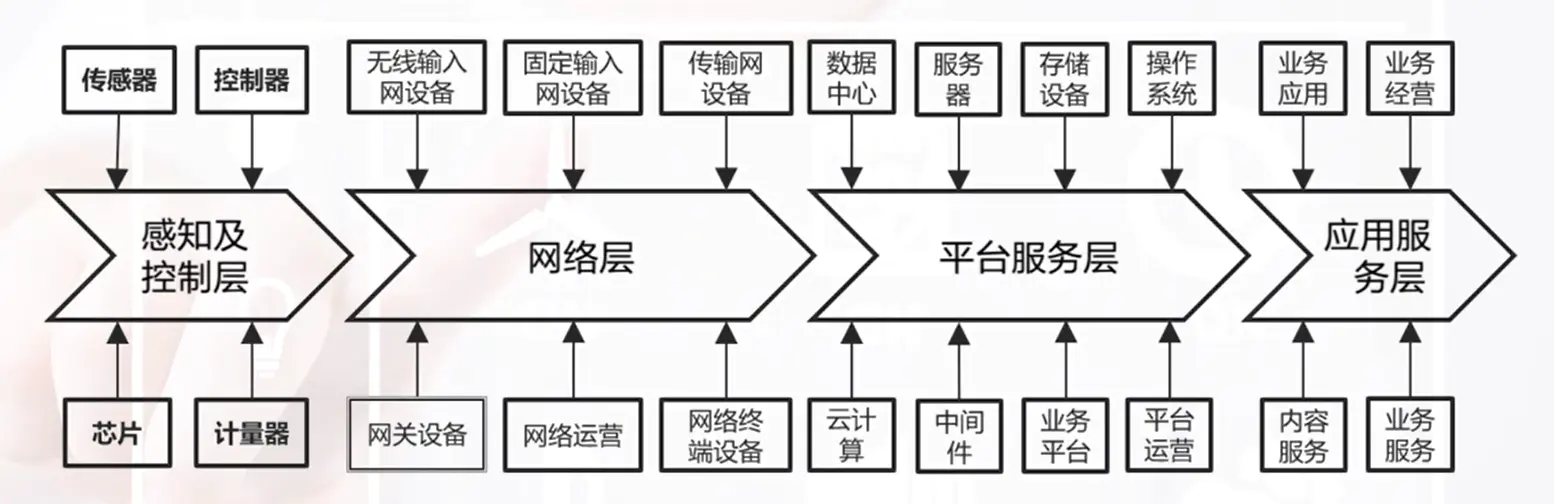 传感器
控制器
无线输入
网设备
固定输入
网设备
传输网
设备
数据
中心
服务
器
存储
设备
操作
系统
业务
应用
业务
经营
感知及
控制层
网络层
平台服务层
应用服
务层
芯片
计量器
网关设备
网络运营
网络终
端设备
云计
算
中间
件
业务
平台
平台
运营
内容
服务
业务
服务